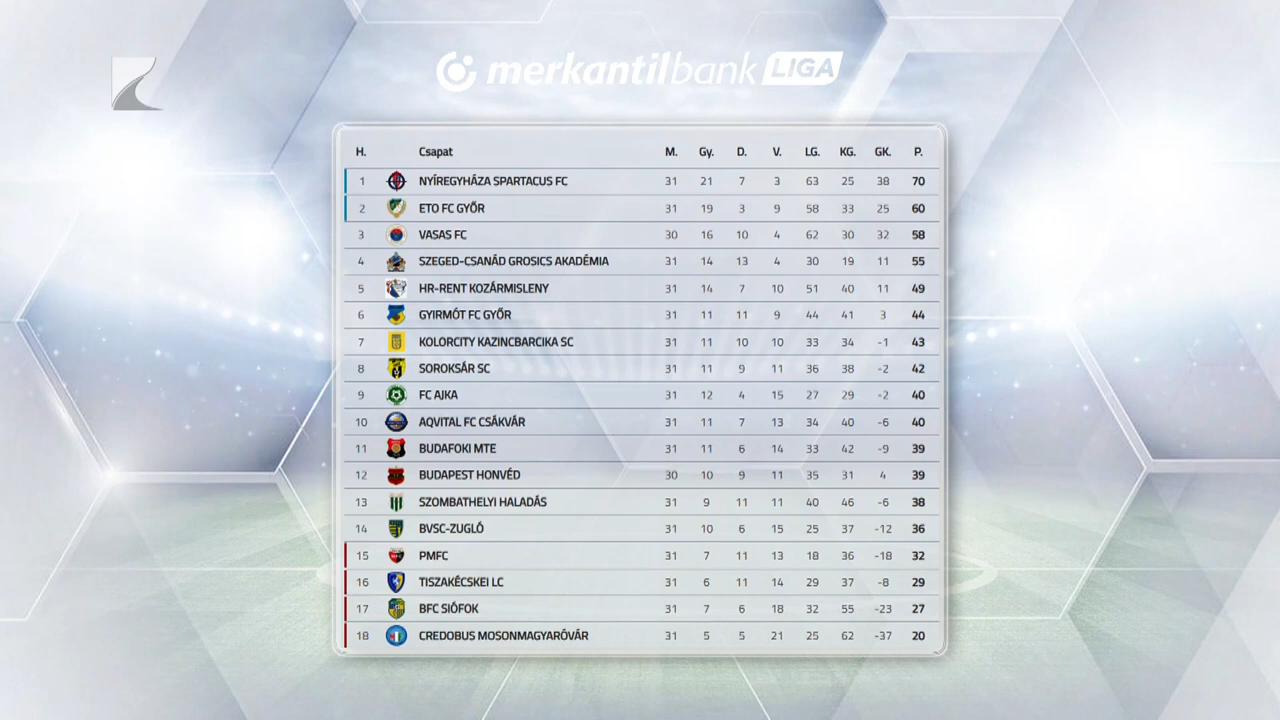 merkantilbank LIGA
H. Csapat M. Gy. D. V. LG. KG. GK. P.
1 NYÍREGYHÁZA SPARTACUS FC 31 21 7 3 63 25 38 70
2 ETO FC GYŐR 31 19 3 9 58 33 25 60
3 VASAS FC 30 16 10 4 62 30 32 58
4 SZEGED-CSANÁD GROSICS AKADÉMIA 31 14 13 4 30 19 11 55
5 HR-RENT KOZÁRMISLENY 31 14 7 10 51 40 11 49
6 GYIRMÓT FC GYŐR 31 11 11 9 44 41 3 44
7 KOLORCITY KAZINCBARCIKA SC 31 11 10 10 33 34 -1 43
8 SOROKSÁR SC 31 11 9 11 36 38 -2 42
9 FC AJKA 31 12 4 15 27 29 -2 40
10 AQVITAL FC CSÁKVÁR 31 11 7 13 34 40 -6 40
11 BUDAFOKI MTE 31 11 6 14 33 42 -9 39
12 BUDAPEST HONVÉD 30 10 9 11 35 31 4 39
13 SZOMBATHELYI HALADÁS 31 9 11 11 40 46 -6 38
14 BVSC-ZUGLÓ 31 10 6 15 25 37 -12 36
15 PMFC 31 7 11 13 18 36 -18 32
16 TISZAKÉCSKEI LC 31 6 11 14 29 37 -8 29
17 BFC SIÓFOK 31 7 6 18 32 55 -23 27
18 CREDOBUS MOSONMAGYARÓVÁR 31 5 5 21 25 62 -37 20